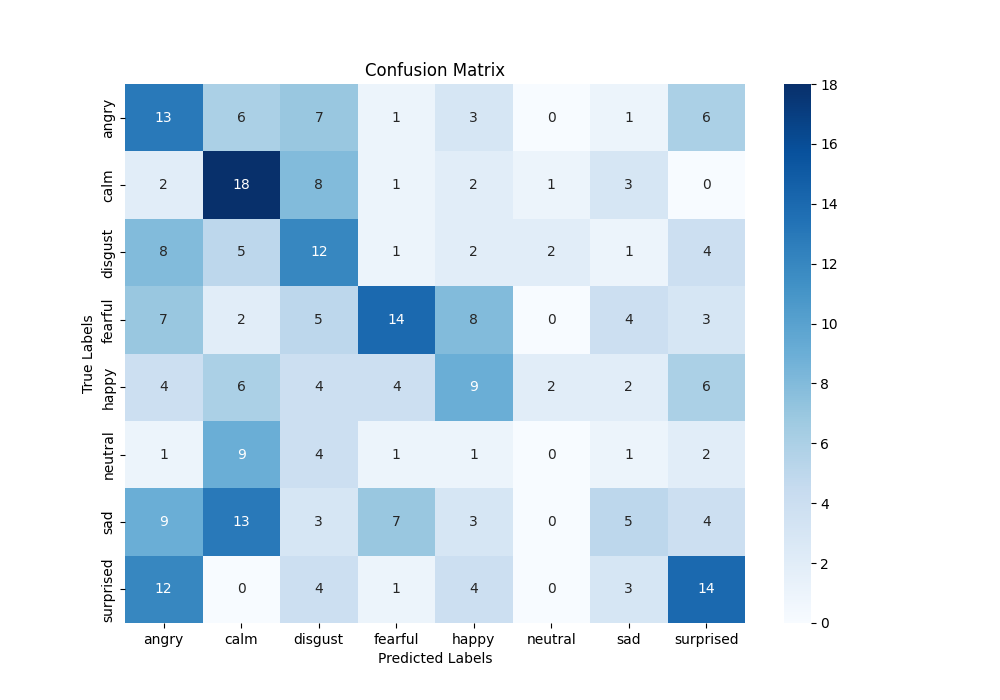 Confusion Matrix
True Labels
angry 13 6 7 1 3 0 1 6
calm 2 18 8 1 2 1 3 0
disgust 8 5 12 1 2 2 1 4
fearful 7 2 5 14 8 0 4 3
happy 4 6 4 4 9 2 2 6
neutral 1 9 4 1 1 0 1 2
sad 9 13 3 7 3 0 5 4
surprised 12 0 4 1 4 0 3 14
angry calm disgust fearful happy neutral sad surprised
Predicted Labels
18
16
14
12
10
8
6
4
2
0